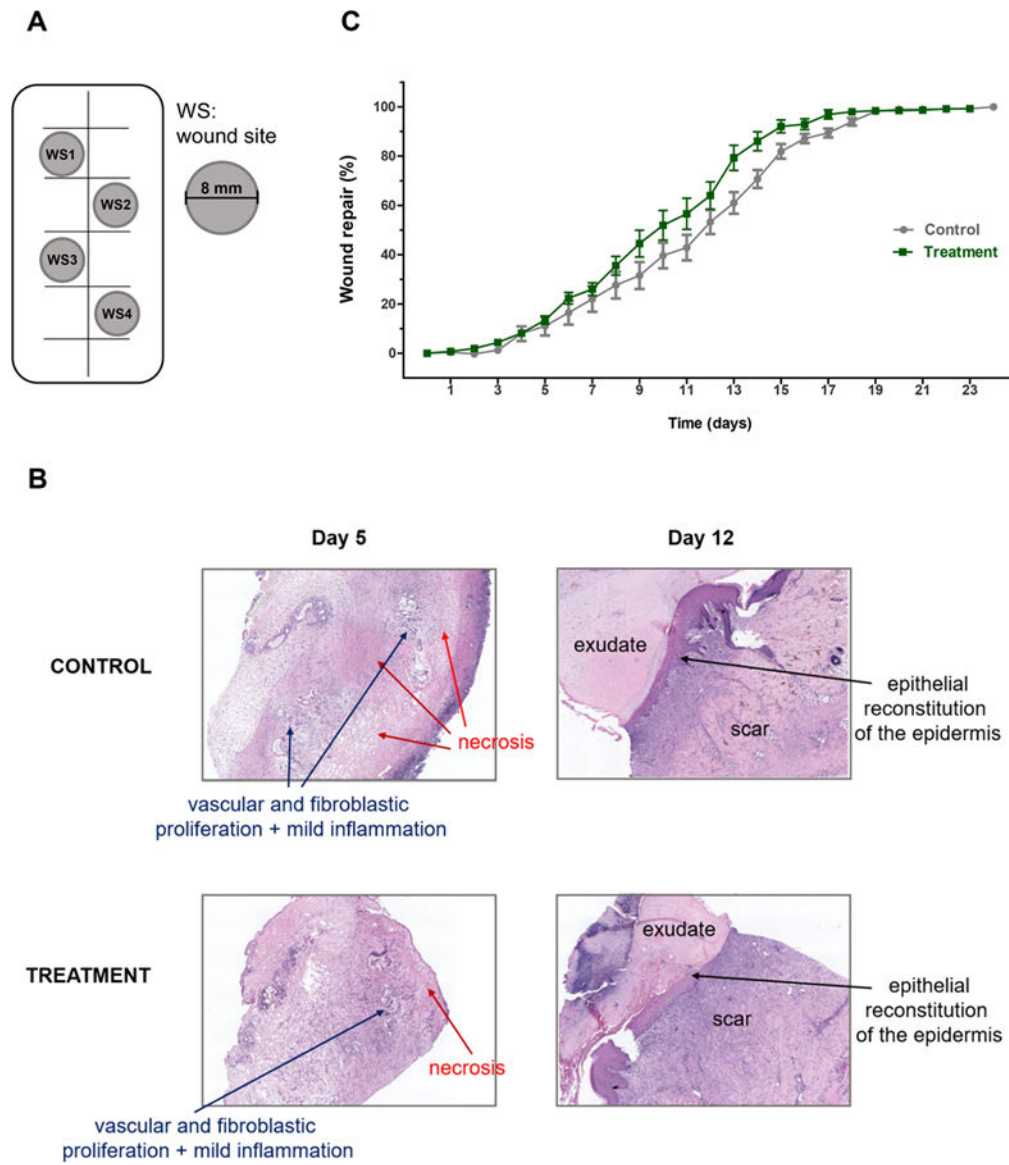 A
WS:
wound site
WS1
WS2
WS3
WS4
8 mm
C
Wound repair (%)
100
80
60
40
20
0
1 3 5 7 9 11 13 15 17 19 21 23
Time (days)
Control
Treatment
B
Day 5
Day 12
CONTROL
necrosis
vascular and fibroblastic
proliferation + mild inflammation
exudate
scar
epithelial
reconstitution
of the epidermis
TREATMENT
necrosis
vascular and fibroblastic
proliferation + mild inflammation
exudate
scar
epithelial
reconstitution
of the epidermis